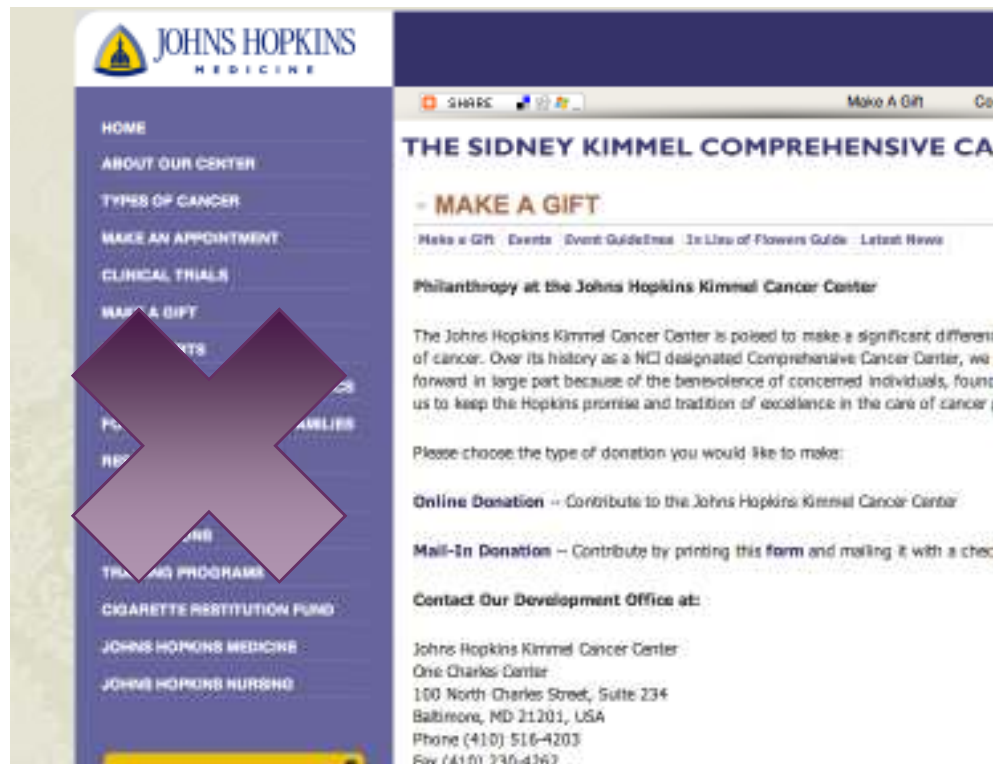 JOHNS HOPKINS
MEDICINE
SHARE
Make A Gift
HOME
ABOUT OUR CENTER
TYPES OF CANCER
MAKE AN APPOINTMENT
CLINICAL TRIALS
MAKE A GIFT
TRAINING PROGRAMS
CIGARETTE RESTITUTION FUND
JOHNS HOPKINS MEDICINE
JOHNS HOPKINS NURSING
THE SIDNEY KIMMEL COMPREHENSIVE CA
- MAKE A GIFT
Make a Gift Events Event Guidelines In Lieu of Flowers Guide Latest News
Philanthropy at the Johns Hopkins Kimmel Cancer Center
The Johns Hopkins Kimmel Cancer Center is poised to make a significant differen
of cancer. Over its history as a NCI designated Comprehensive Cancer Center, we
forward in large part because of the benevolence of concerned individuals, found
us to keep the Hopkins promise and tradition of excellence in the care of cancer
Please choose the type of donation you would like to make:
Online Donation -- Contribute to the Johns Hopkins Kimmel Cancer Center
Mail-In Donation -- Contribute by printing this form and mailing it with a chec
Contact Our Development Office at:
Johns Hopkins Kimmel Cancer Center
One Charles Center
100 North Charles Street, Suite 234
Baltimore, MD 21201, USA
Phone (410) 516-4203
Fax (410) 230-4262